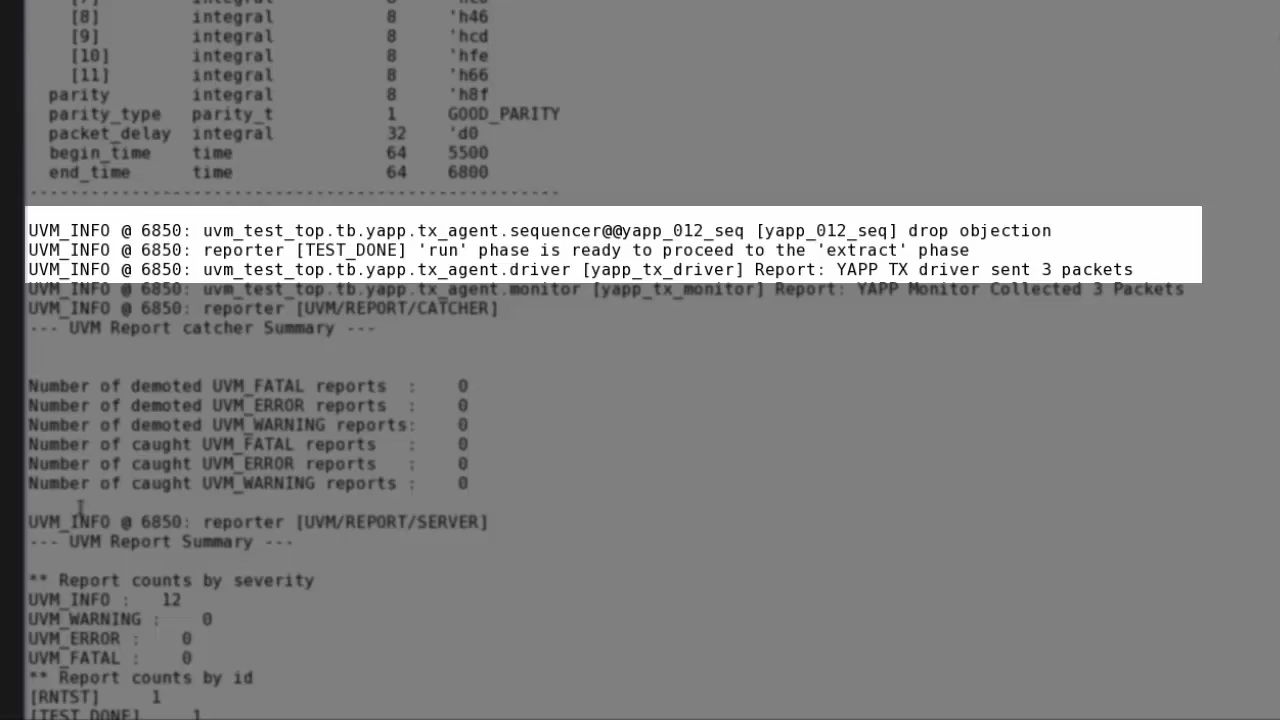 [8] integral 8 'h46
[9] integral 8 'hcd
[10] integral 8 'hfe
[11] integral 8 'h66
parity integral 8 'h8f
parity_type parity_t 1 GOOD_PARITY
packet_delay integral 32 'd0
begin_time time 64 5500
end_time time 64 6800
----------------------------------------------------
UVM_INFO @ 6850: uvm_test_top.tb.yapp.tx_agent.sequencer@@yapp_012_seq [yapp_012_seq] drop objection
UVM_INFO @ 6850: reporter [TEST_DONE] 'run' phase is ready to proceed to the 'extract' phase
UVM_INFO @ 6850: uvm_test_top.tb.yapp.tx_agent.driver [yapp_tx_driver] Report: YAPP TX driver sent 3 packets
UVM_INFO @ 6850: uvm_test_top.tb.yapp.tx_agent.monitor [yapp_tx_monitor] Report: YAPP Monitor Collected 3 Packets
UVM_INFO @ 6850: reporter [UVM/REPORT/CATCHER]
--- UVM Report catcher Summary ---
Number of demoted UVM_FATAL reports : 0
Number of demoted UVM_ERROR reports : 0
Number of demoted UVM_WARNING reports: 0
Number of caught UVM_FATAL reports : 0
Number of caught UVM_ERROR reports : 0
Number of caught UVM_WARNING reports : 0
UVM_INFO @ 6850: reporter [UVM/REPORT/SERVER]
--- UVM Report Summary ---
** Report counts by severity
UVM_INFO : 12
UVM_WARNING : 0
UVM_ERROR : 0
UVM_FATAL : 0
** Report counts by id
[RNTST] 1
[TEST_DONE] 1